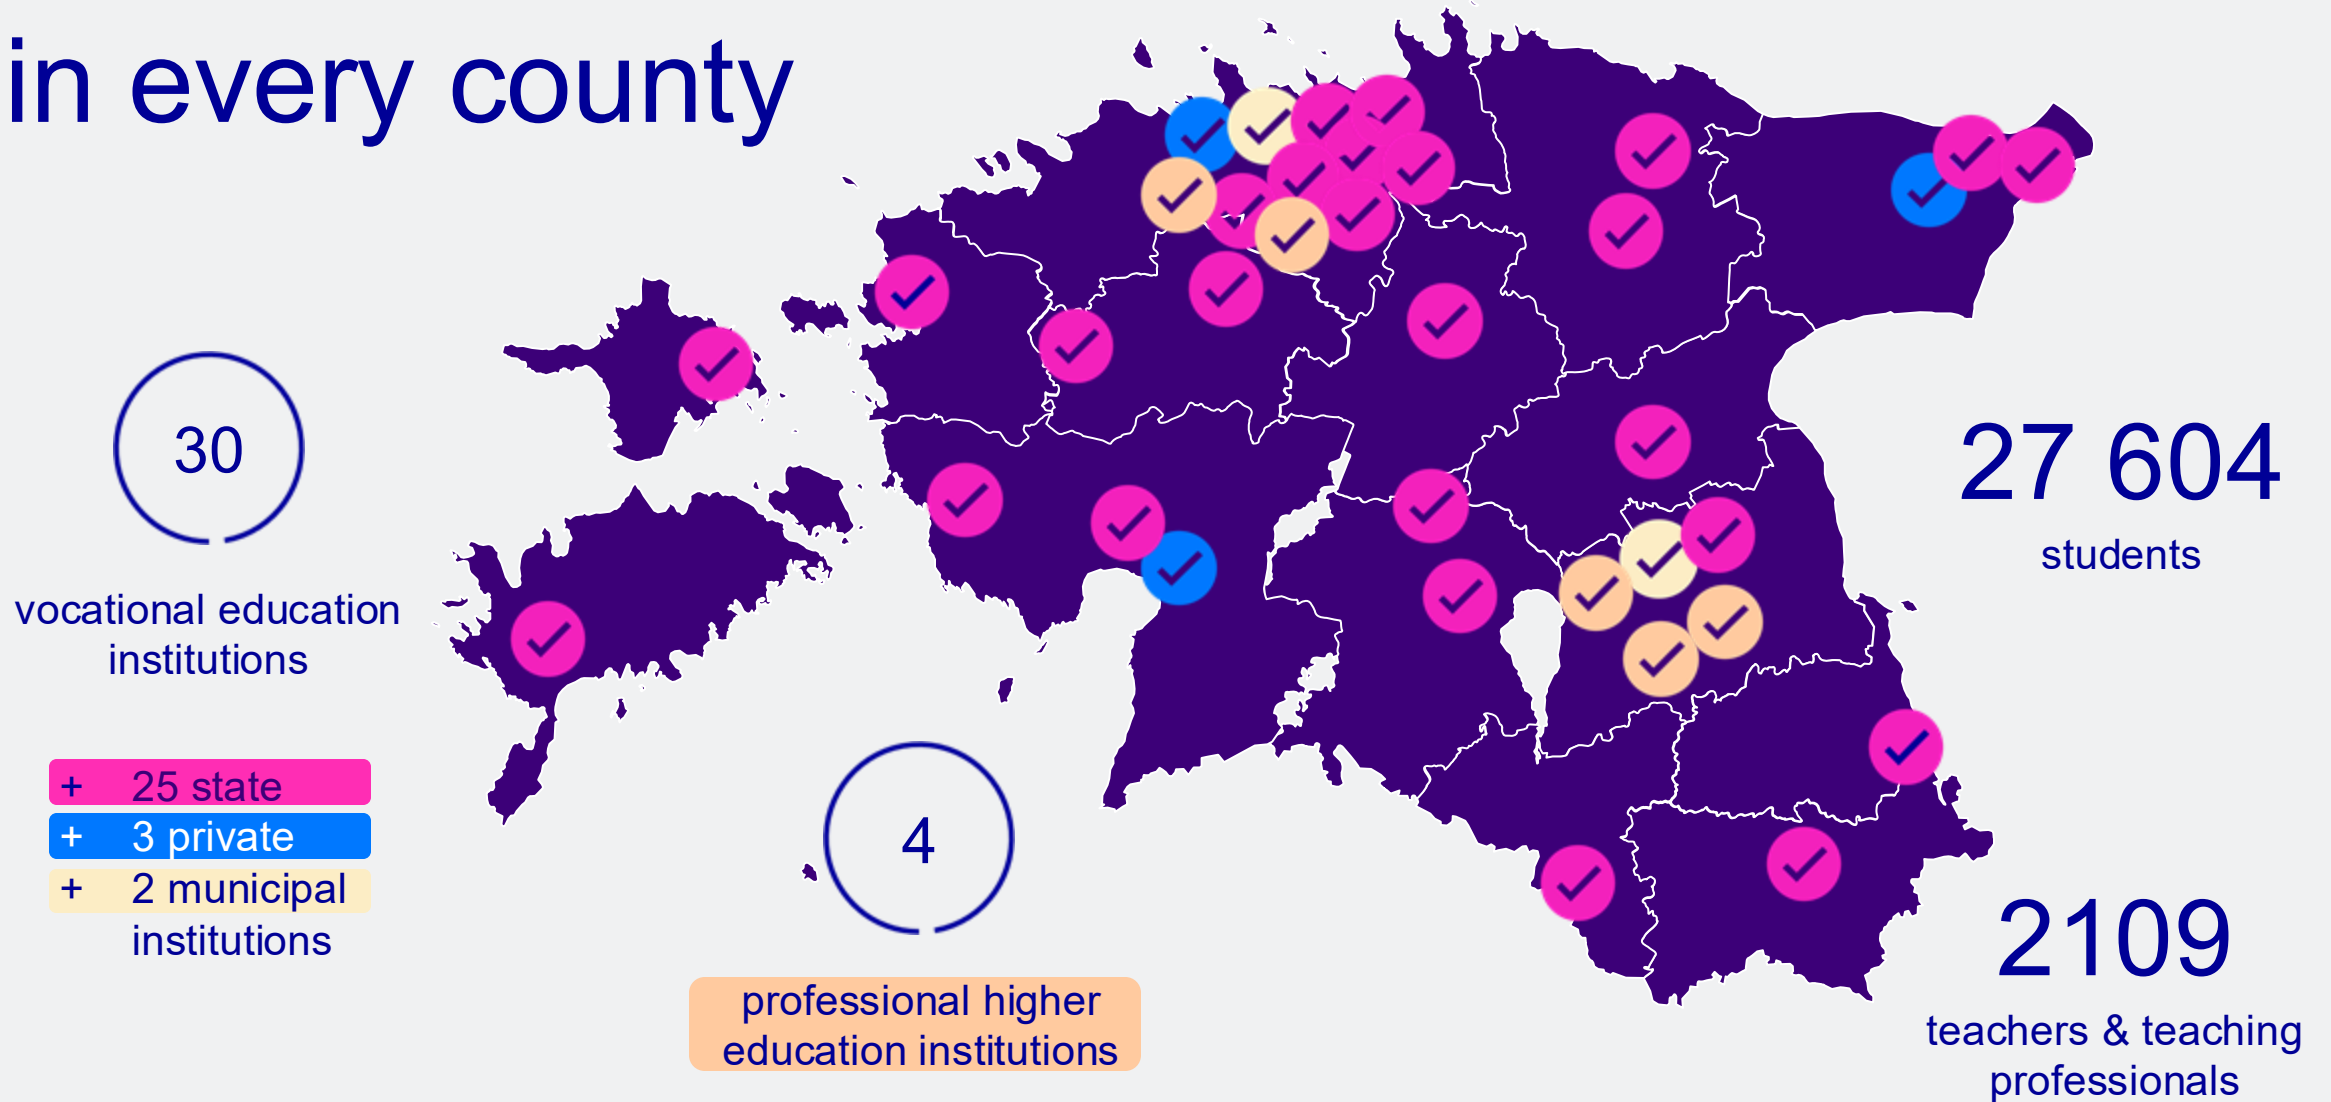 in every county
30
vocational education
institutions
+ 25 state
+ 3 private
+ 2 municipal
institutions
4
professional higher
education institutions
27 604
students
2109
teachers & teaching
professionals